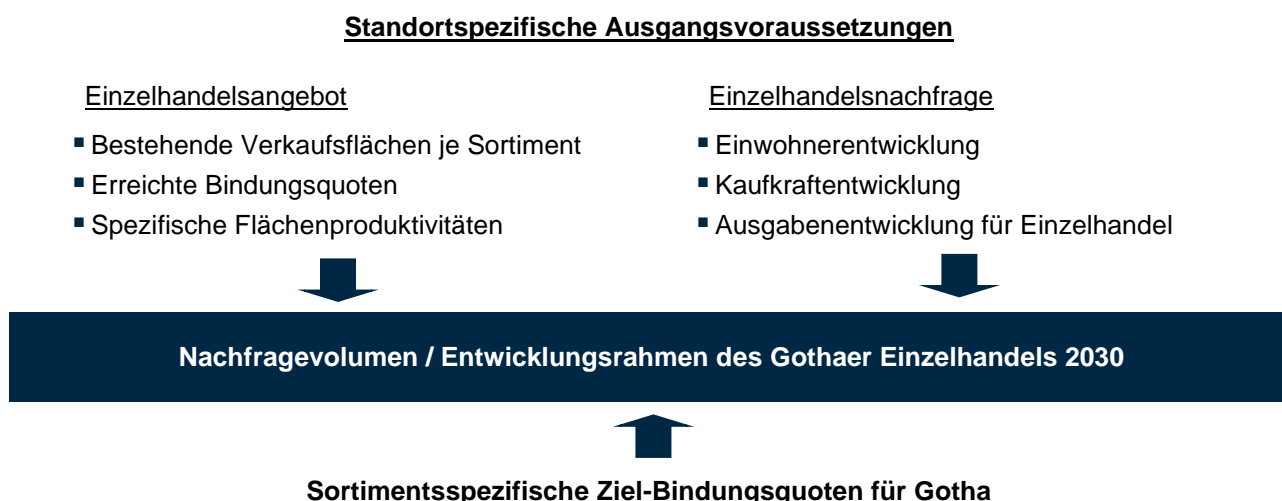 Standortspezifische Ausgangsvoraussetzungen
Einzelhandelsangebot
▪ Bestehende Verkaufsflächen je Sortiment
▪ Erreichte Bindungsquoten
▪ Spezifische Flächenproduktivitäten
Einzelhandelsnachfrage
▪ Einwohnerentwicklung
▪ Kaufkraftentwicklung
▪ Ausgabenentwicklung für Einzelhandel
Nachfragevolumen / Entwicklungsrahmen des Gothaer Einzelhandels 2030
Sortimentsspezifische Ziel-Bindungsquoten für Gotha